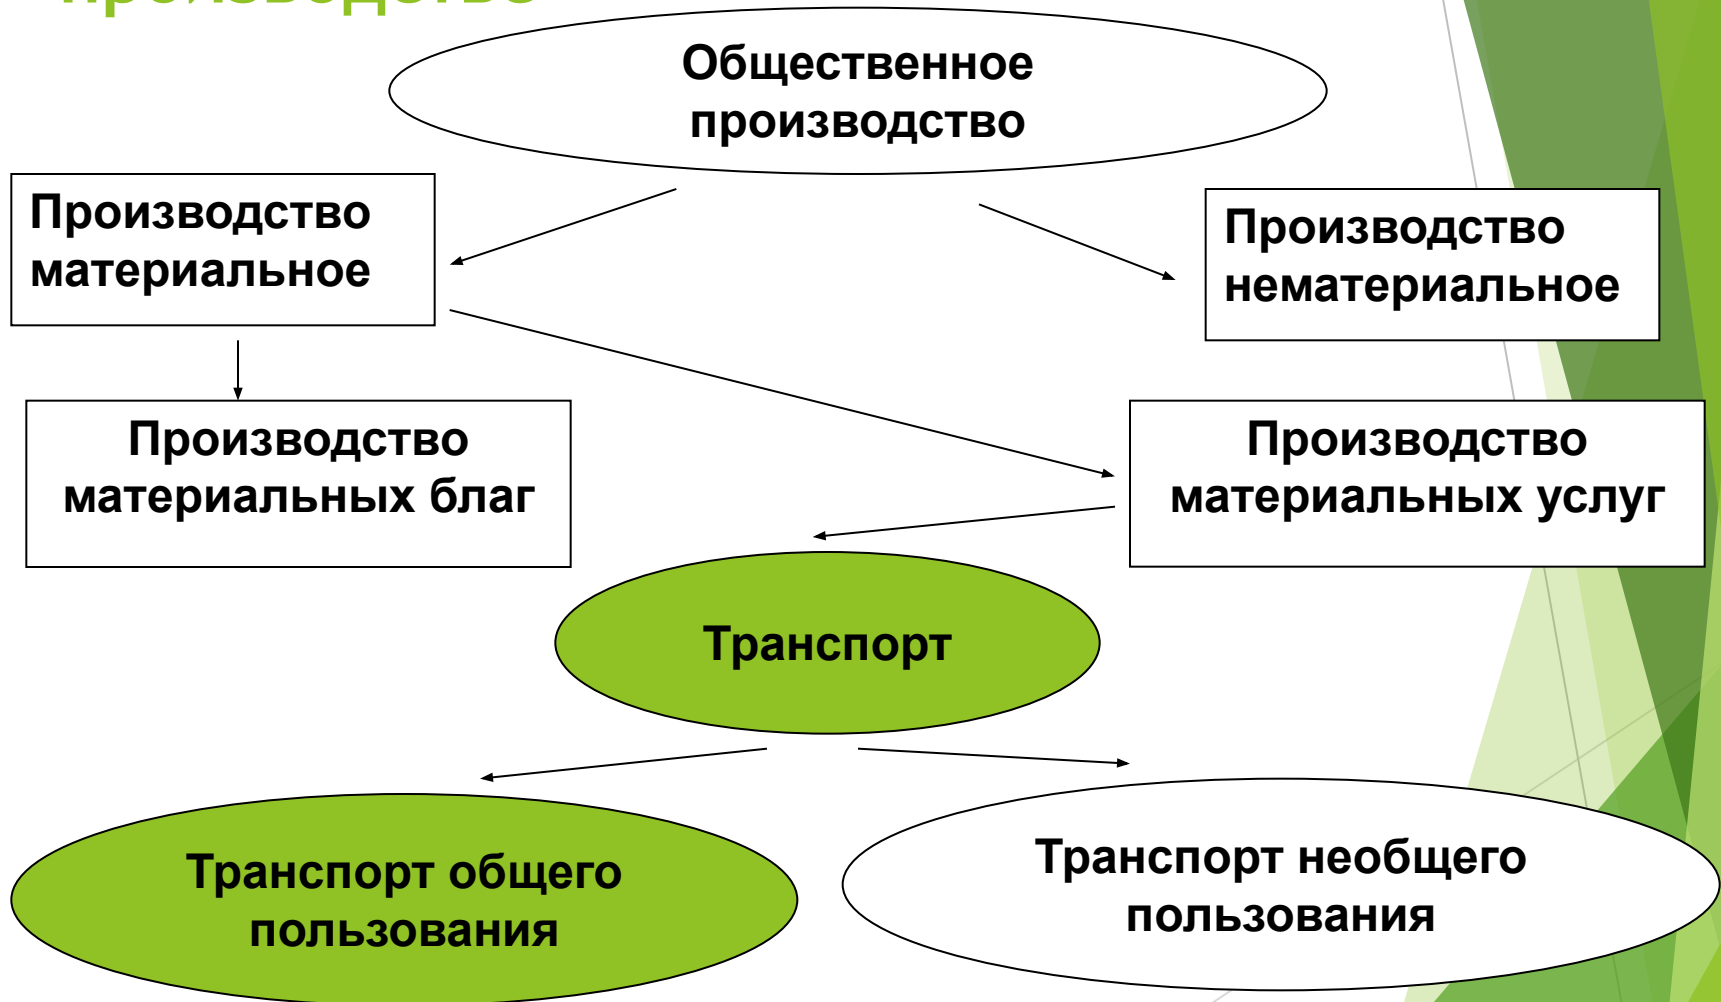 производство
Общественное
производство
Производство
материальное
Производство
нематериальное
Производство
материальных благ
Производство
материальных услуг
Транспорт
Транспорт общего
пользования
Транспорт необщего
пользования